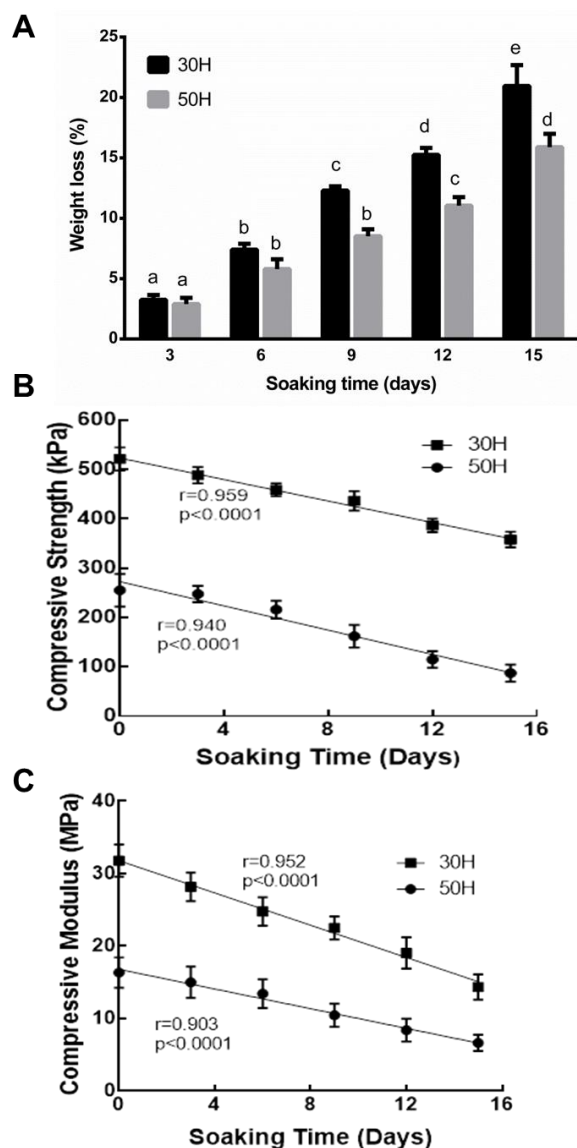 A
Weight loss (%)
25
20
15
10
5
0
30H
50H
a
a
b
b
c
b
d
c
e
d
3
6
9
12
15
Soaking time (days)
B
Compressive Strength (kPa)
600
500
400
300
200
100
0
30H
50H
r=0.959
p<0.0001
r=0.940
p<0.0001
0
4
8
12
16
Soaking Time (Days)
C
Compressive Modulus (MPa)
40
30
20
10
0
r=0.952
p<0.0001
30H
50H
r=0.903
p<0.0001
0
4
8
12
16
Soaking Time (Days)